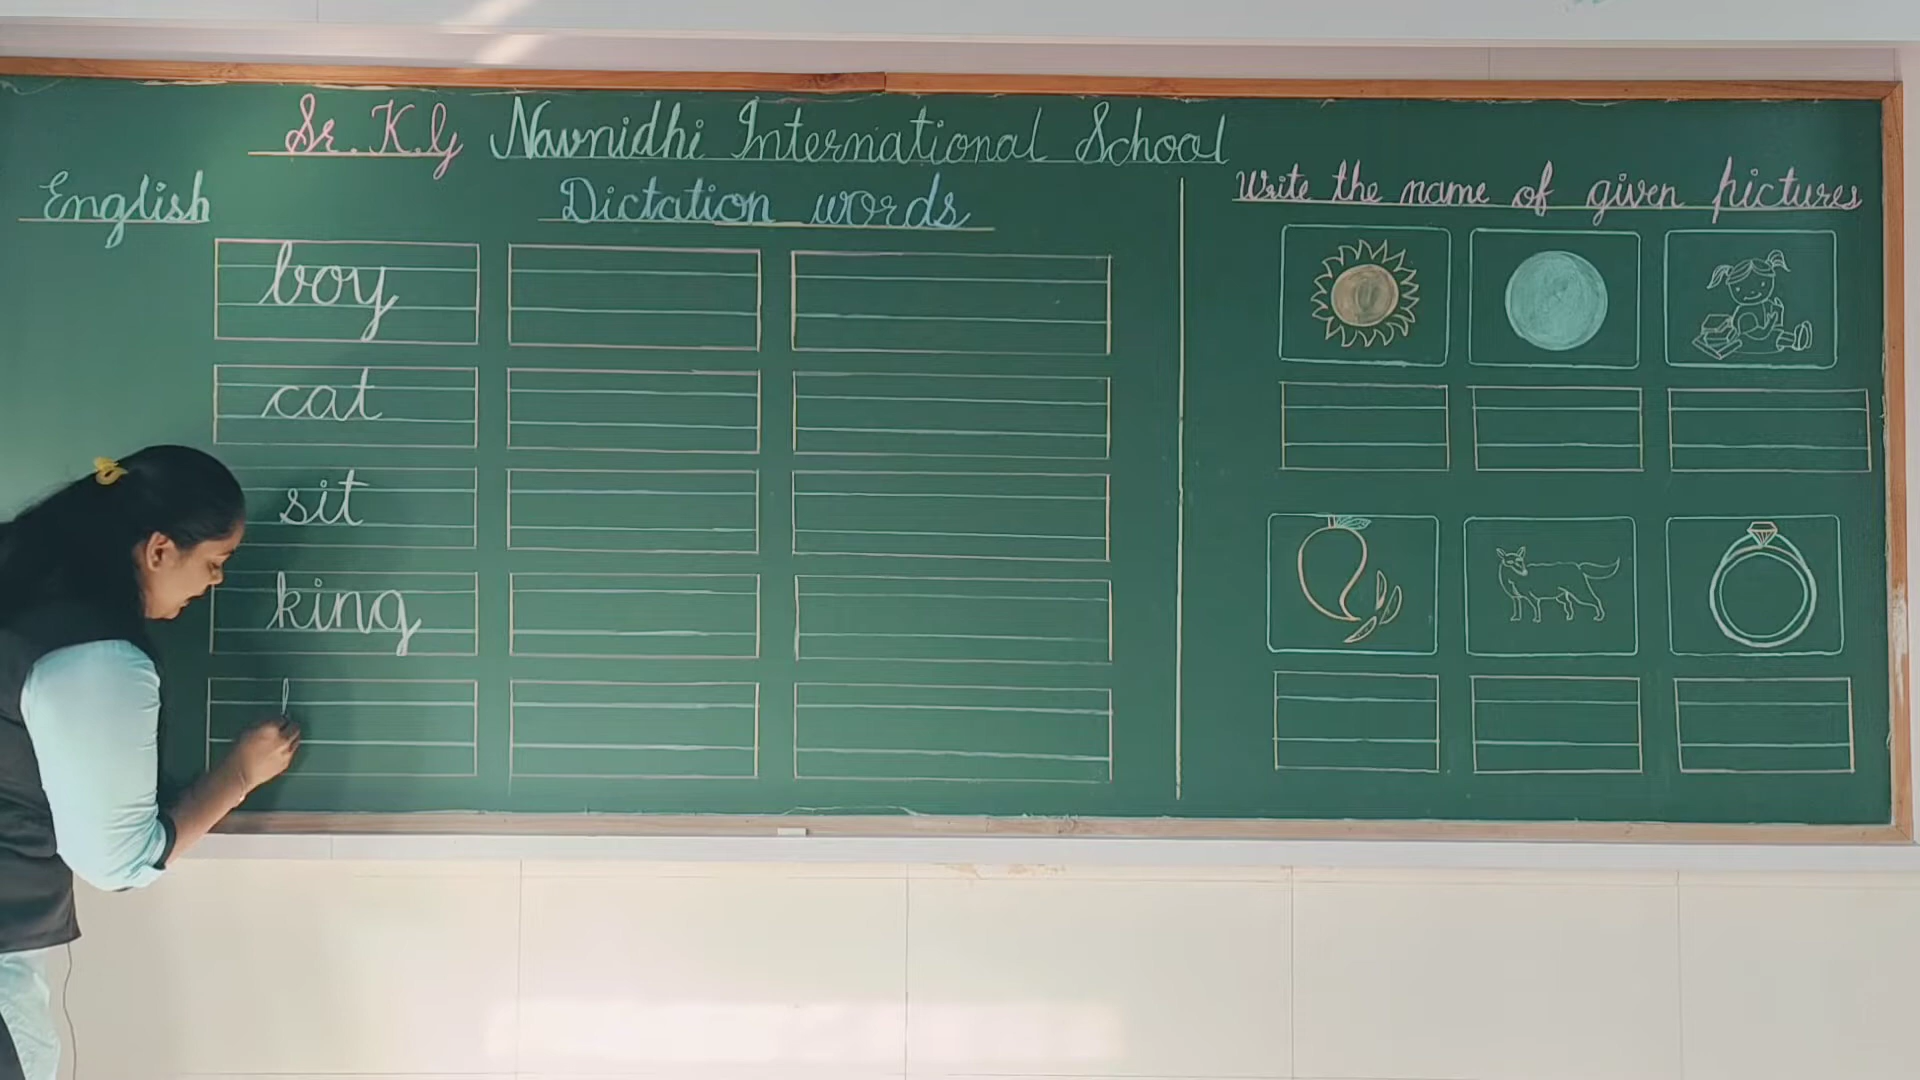 Sr. K.G Navnidhi International School
English
Dictation words
boy
cat
sit
king
Write the name of given pictures